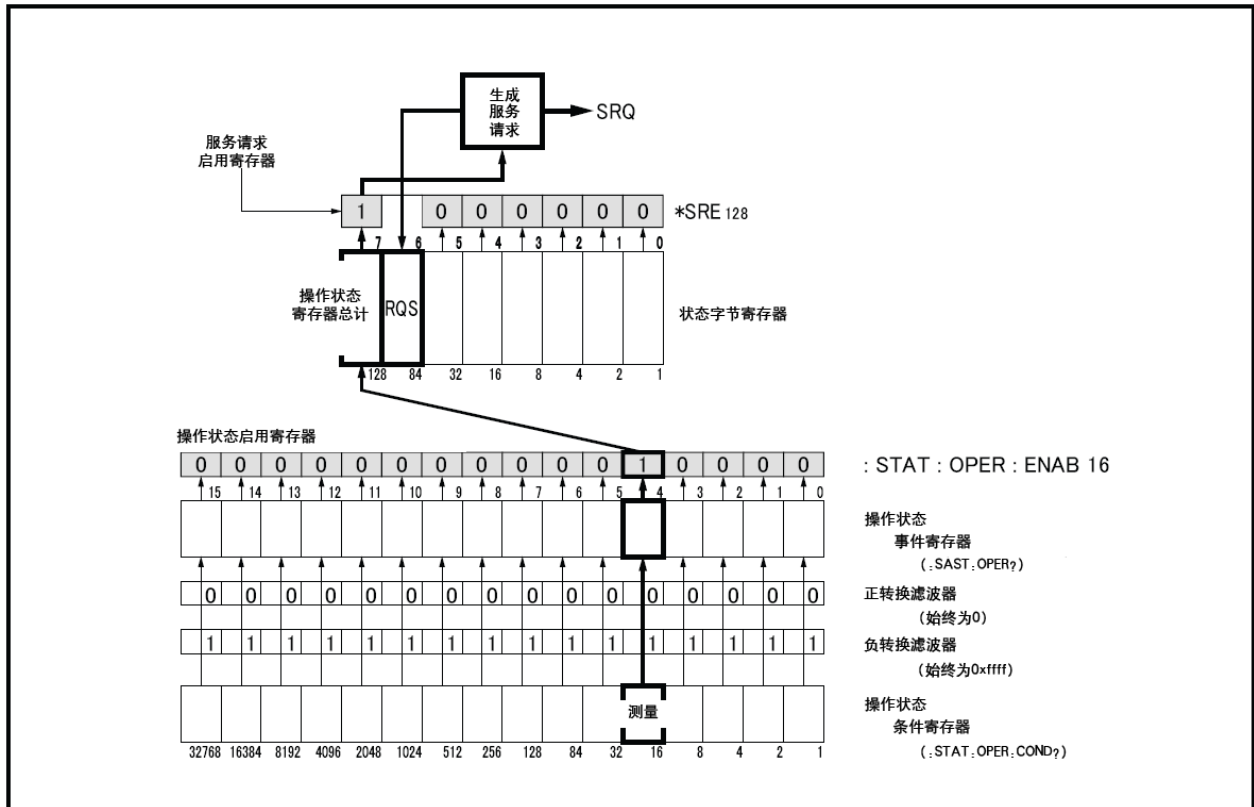 生成
服务
请求
SRQ
服务请求
启用寄存器
1 0 0 0 0 0 0 *SRE 128
7 6 5 4 3 2 1 0
操作状态
寄存器总计
RQS
状态字节寄存器
128 84 32 16 8 4 2 1
操作状态启用寄存器
0 0 0 0 0 0 0 0 0 0 0 1 0 0 0 0 : STAT : OPER : ENAB 16
15 14 13 12 11 10 9 8 7 6 5 4 3 2 1 0
操作状态
事件寄存器
(:SAST:OPER?)
0 0 0 0 0 0 0 0 0 0 0 0 0 0 0 0 正转换滤波器
(始终为0)
1 1 1 1 1 1 1 1 1 1 1 1 1 1 1 1 负转换滤波器
(始终为0xffff)
测量
操作状态
条件寄存器
32768 16384 8192 4096 2048 1024 512 256 128 84 32 16 8 4 2 1 (:STAT:OPER:COND?)